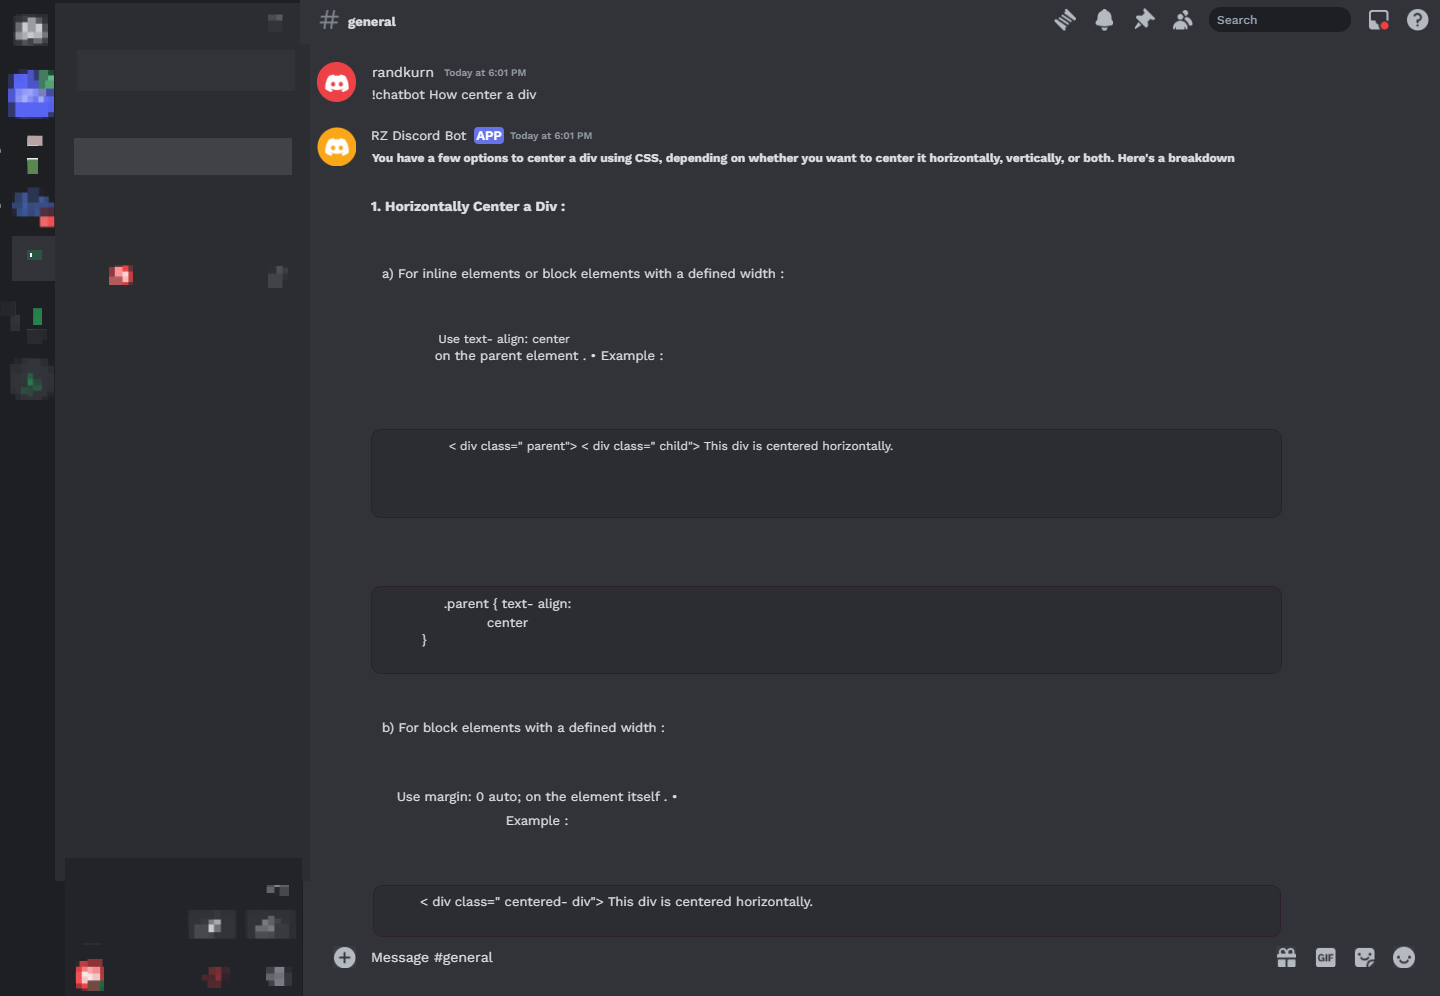 general
Search
randkurn Today at 6:01 PM
!chatbot How center a div
RZ Discord Bot APP Today at 6:01 PM
You have a few options to center a div using CSS, depending on whether you want to center it horizontally, vertically, or both. Here's a breakdown
1. Horizontally Center a Div :
a) For inline elements or block elements with a defined width :
Use text- align: center
on the parent element . • Example :
< div class=" parent"> < div class=" child"> This div is centered horizontally.
.parent { text- align:
center
}
b) For block elements with a defined width :
Use margin: 0 auto; on the element itself . •
Example :
< div class=" centered- div"> This div is centered horizontally.
Message #general
GIF